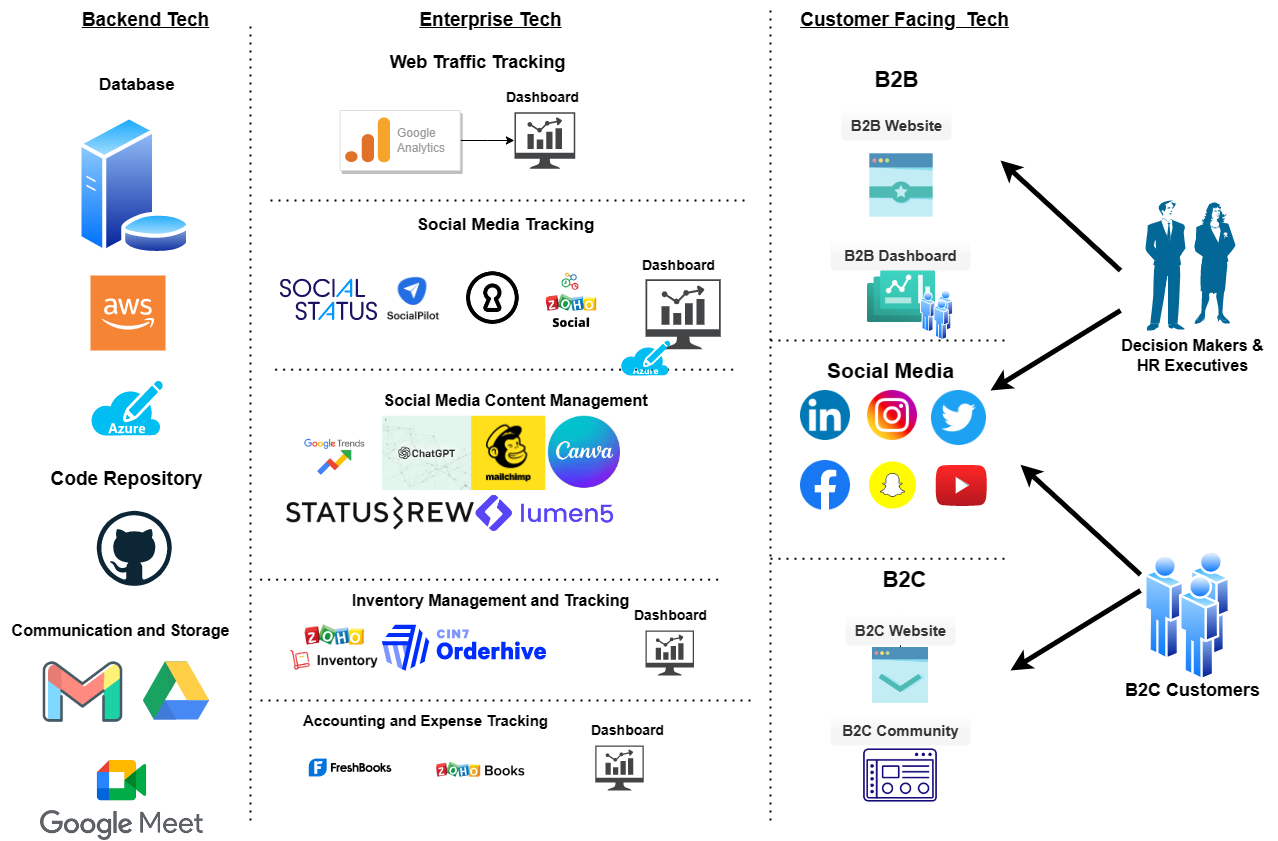 Backend Tech
Enterprise Tech
Customer Facing Tech
Database
aws
Azure
Code Repository
Communication and Storage
Google Meet
Web Traffic Tracking
Google
Analytics
Dashboard
Social Media Tracking
SOCIAL
STATUS
SocialPilot
ZOHO
Social
Dashboard
Azure
Social Media Content Management
Google Trends
ChatGPT
mailchimp
Canva
STATUSBREW
lumen5
Inventory Management and Tracking
ZOHO
Inventory
CIN7
Orderhive
Dashboard
Accounting and Expense Tracking
FreshBooks
ZOHO Books
Dashboard
B2B
B2B Website
B2B Dashboard
Social Media
in
B2C
B2C Website
B2C Community
Decision Makers &
HR Executives
B2C Customers